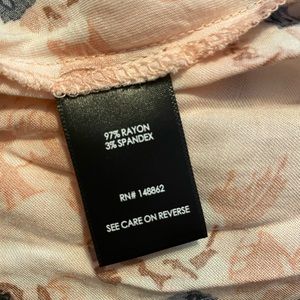 97% RAYON
3% SPANDEX
RN# 148862
SEE CARE ON REVERSE